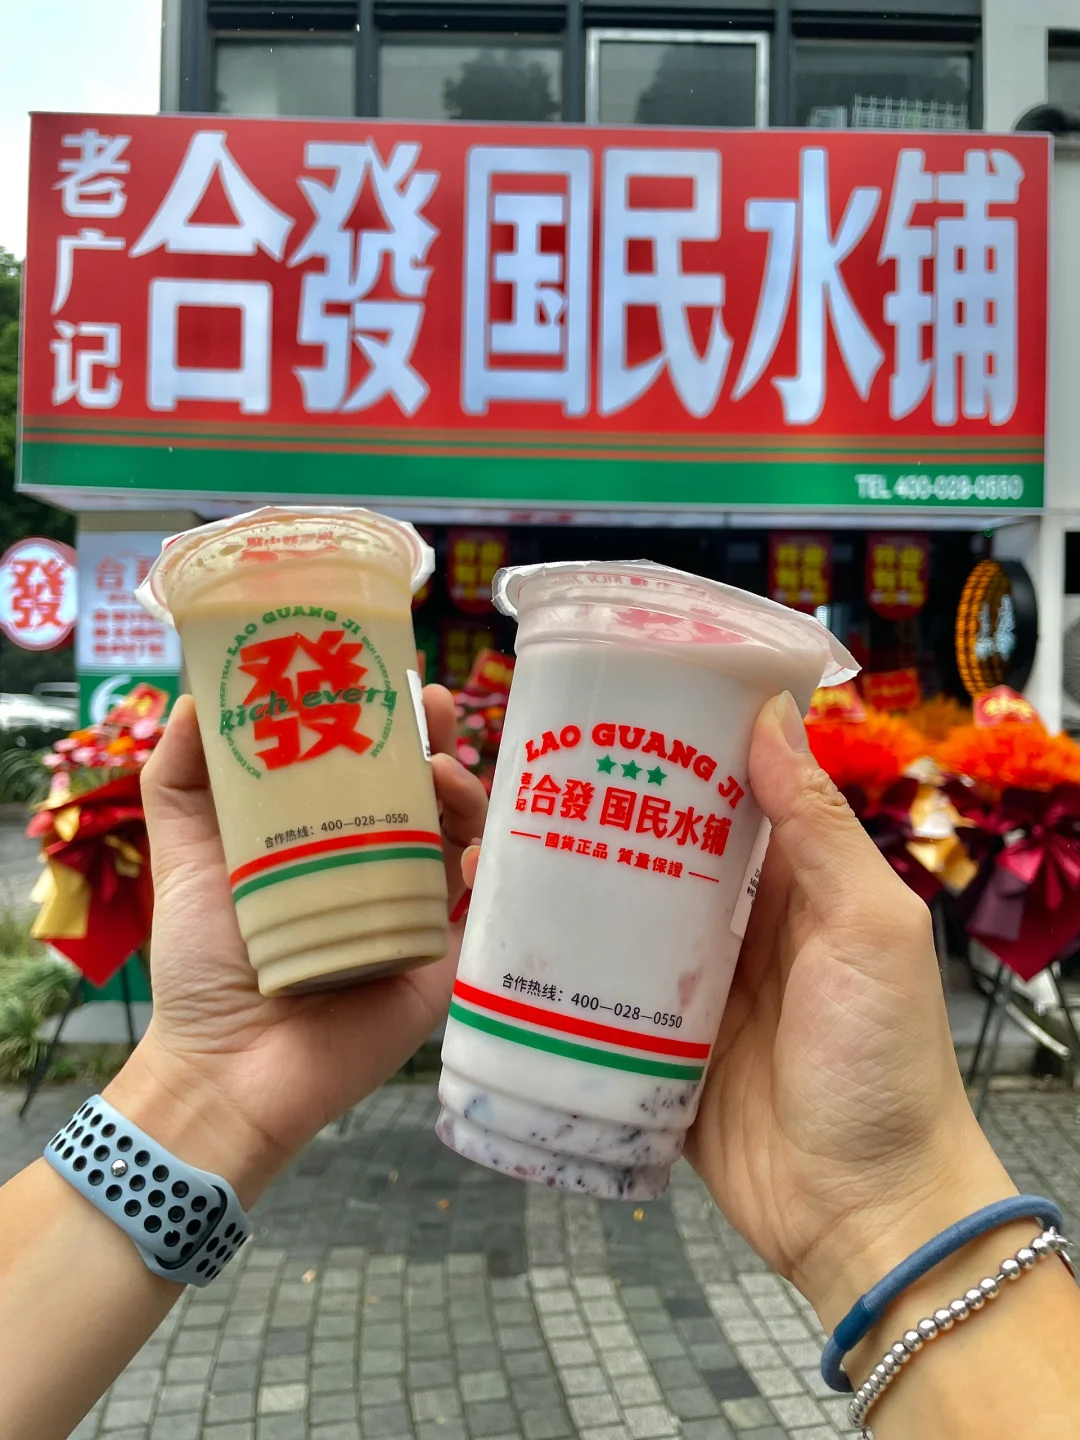 老广记
合發国民水铺
TEL 400-028-0550
發
LAO GUANG JI
發
Rich every
合作热线：400—028—0550
LAO GUANG JI
老广记
合發 国民水铺
國貨正品 質量保證
合作热线：400—028—0550